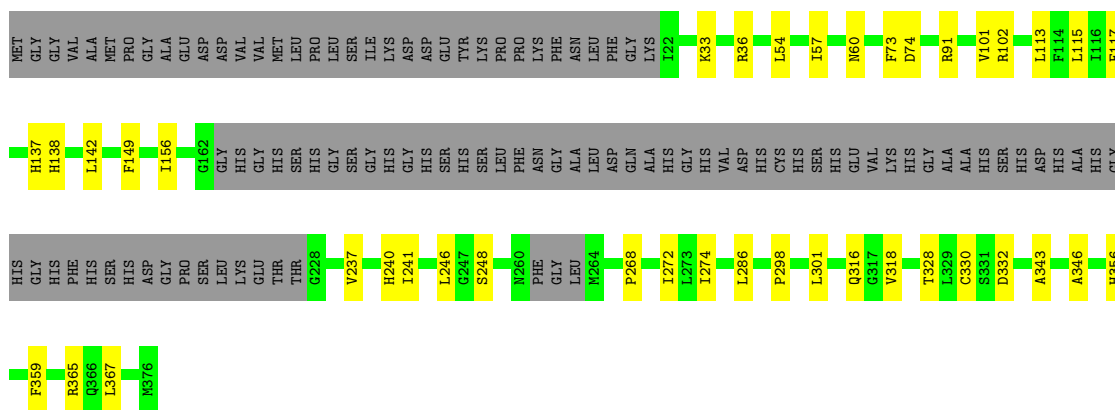 MET GLY GLY VAL ALA MET PRO GLY ALA GLU ASP ASP VAL VAL MET LEU PRO LEU SER ILE LYS ASP ASP GLU TYR LYS PRO PRO LYS PHE ASN LEU PHE GLY LYS I22 K33 R36 L54 I57 N60 F73 D74 R91 V101 R102 L113 F114 L115 I116
H137 H138 L142 F149 I156 G162 GLY HIS GLY HIS SER HIS GLY SER GLY HIS GLY HIS SER HIS SER LEU PHE ASN GLY ALA LEU ASP GLN ALA HIS GLY HIS VAL ASP HIS CYS HIS SER HIS GLU VAL LYS HIS GLY ALA ALA HIS SER HIS ASP HIS ALA HIS GLY
HIS GLY HIS PHE HIS SER HIS ASP GLY PRO SER LEU LYS GLU THR THR G228 V237 H240 I241 L246 G247 S248 N260 PHE GLY LEU M264 P268 I272 L273 I274 L286 P298 L301 Q316 G317 V318 T328 L329 C330 S331 D332 A343 A346 H356
F359 R365 Q366 L367 M376